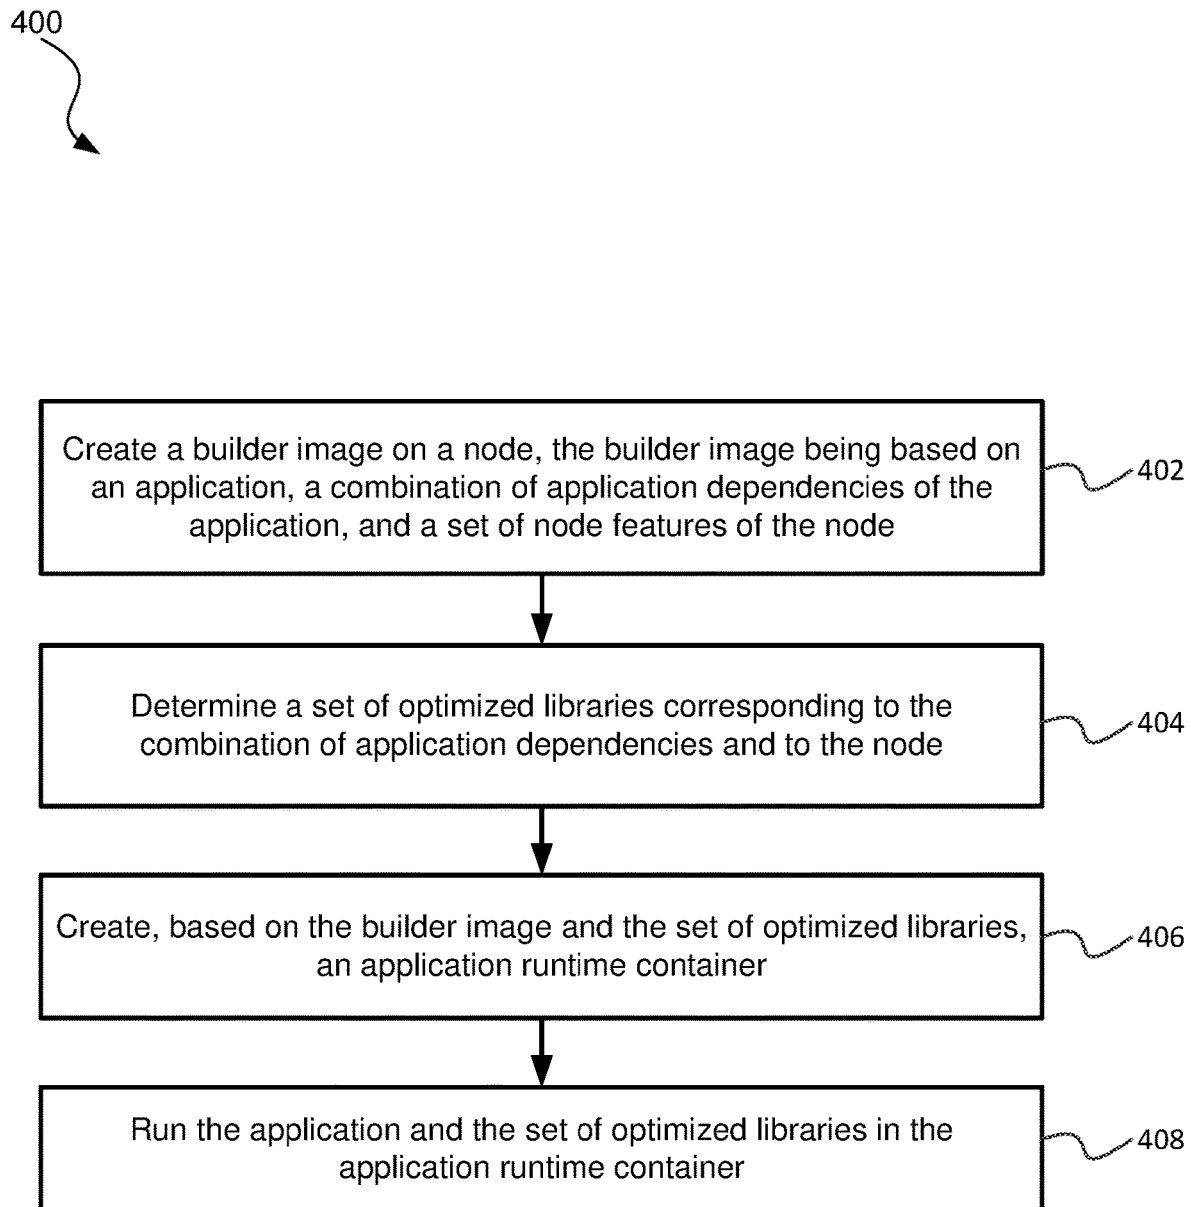 400
Create a builder image on a node, the builder image being based on
an application, a combination of application dependencies of the
application, and a set of node features of the node
402
Determine a set of optimized libraries corresponding to the
combination of application dependencies and to the node
404
Create, based on the builder image and the set of optimized libraries,
an application runtime container
406
Run the application and the set of optimized libraries in the
application runtime container
408